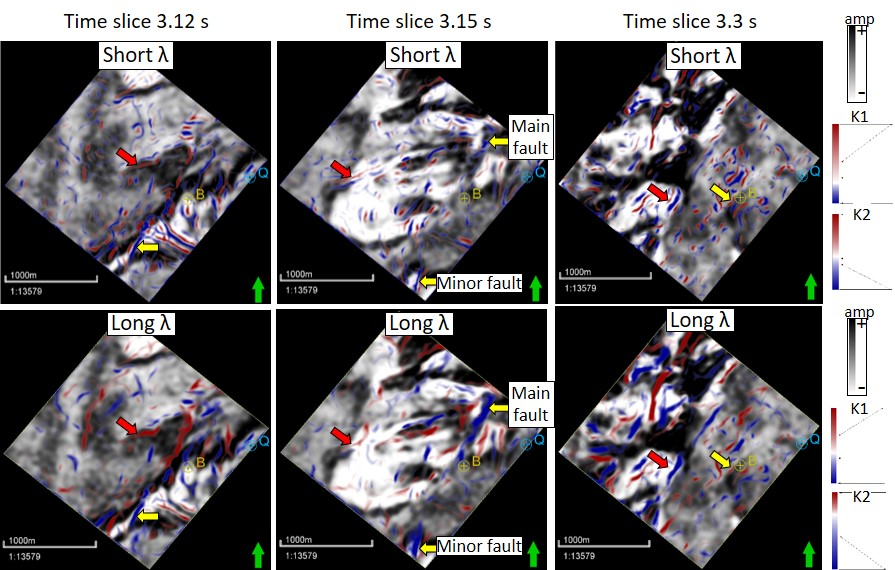 Time slice 3.12 s
Time slice 3.15 s
Time slice 3.3 s
Short λ
Short λ
Short λ
amp
+
-
Main
fault
K1
Q
Q
Q
B
B
B
K2
1000m
1:13579
1000m
1:13579
Minor fault
1000m
1:13579
Long λ
Long λ
Long λ
amp
+
-
Main
fault
K1
Q
Q
Q
B
B
B
K2
1000m
1:13579
1000m
1:13579
Minor fault
1000m
1:13579